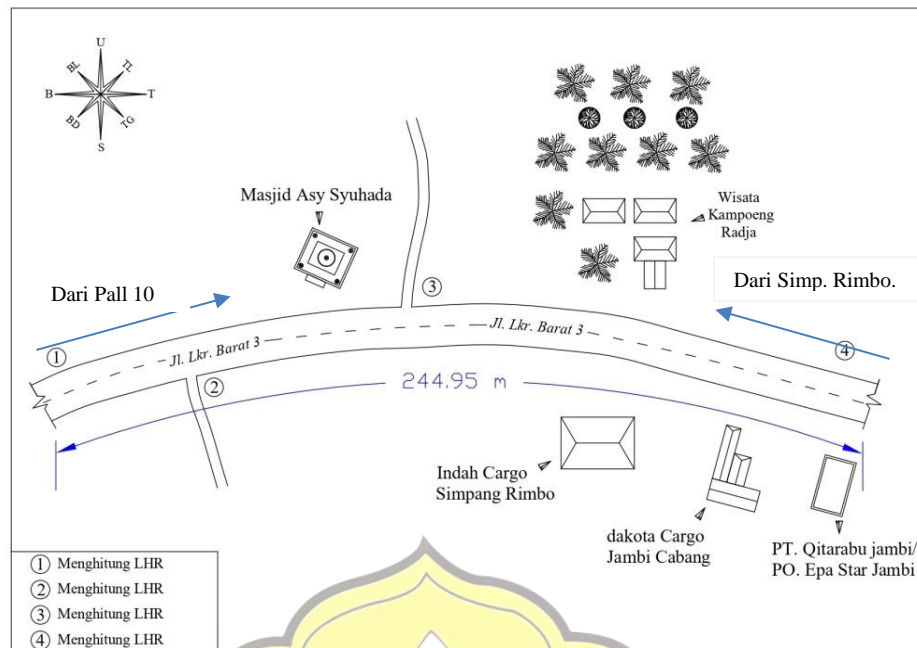 U
BL
TL
B
T
BD
TG
S
Masjid Asy Syuhada
Wisata
Kampoeng
Radja
Dari Pall 10
Dari Simp. Rimbo.
③
①
④
②
Jl. Lkr. Barat 3
Jl. Lkr. Barat 3
244.95 m
Indah Cargo
Simpang Rimbo
dakota Cargo
Jambi Cabang
PT. Qitarabu jambi/
PO. Epa Star Jambi
① Menghitung LHR
② Menghitung LHR
③ Menghitung LHR
④ Menghitung LHR